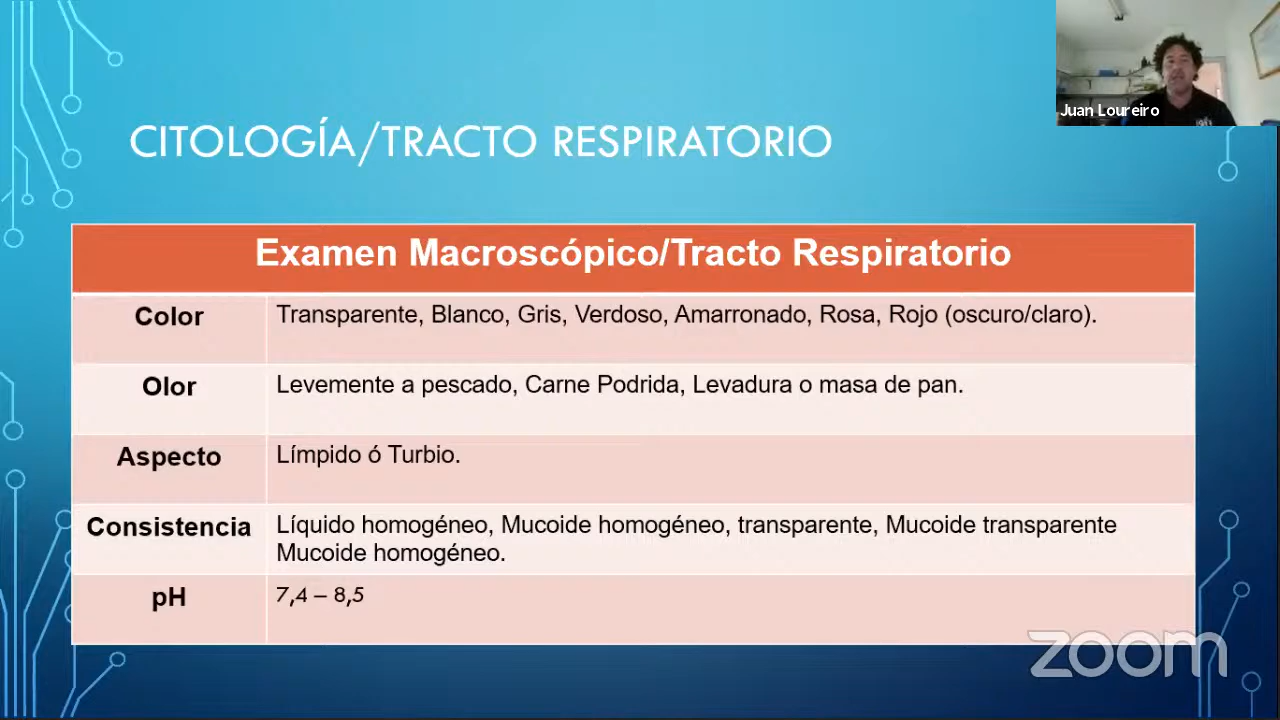 Juan Loureiro
CITOLOGÍA/TRACTO RESPIRATORIO
Examen Macroscópico/Tracto Respiratorio
Color
Transparente, Blanco, Gris, Verdoso, Amarronado, Rosa, Rojo (oscuro/claro).
Olor
Levemente a pescado, Carne Podrida, Levadura o masa de pan.
Aspecto
Límpido ó Turbio.
Consistencia
Líquido homogéneo, Mucoide homogéneo, transparente, Mucoide transparente
Mucoide homogéneo.
pH
7,4 – 8,5
zoom